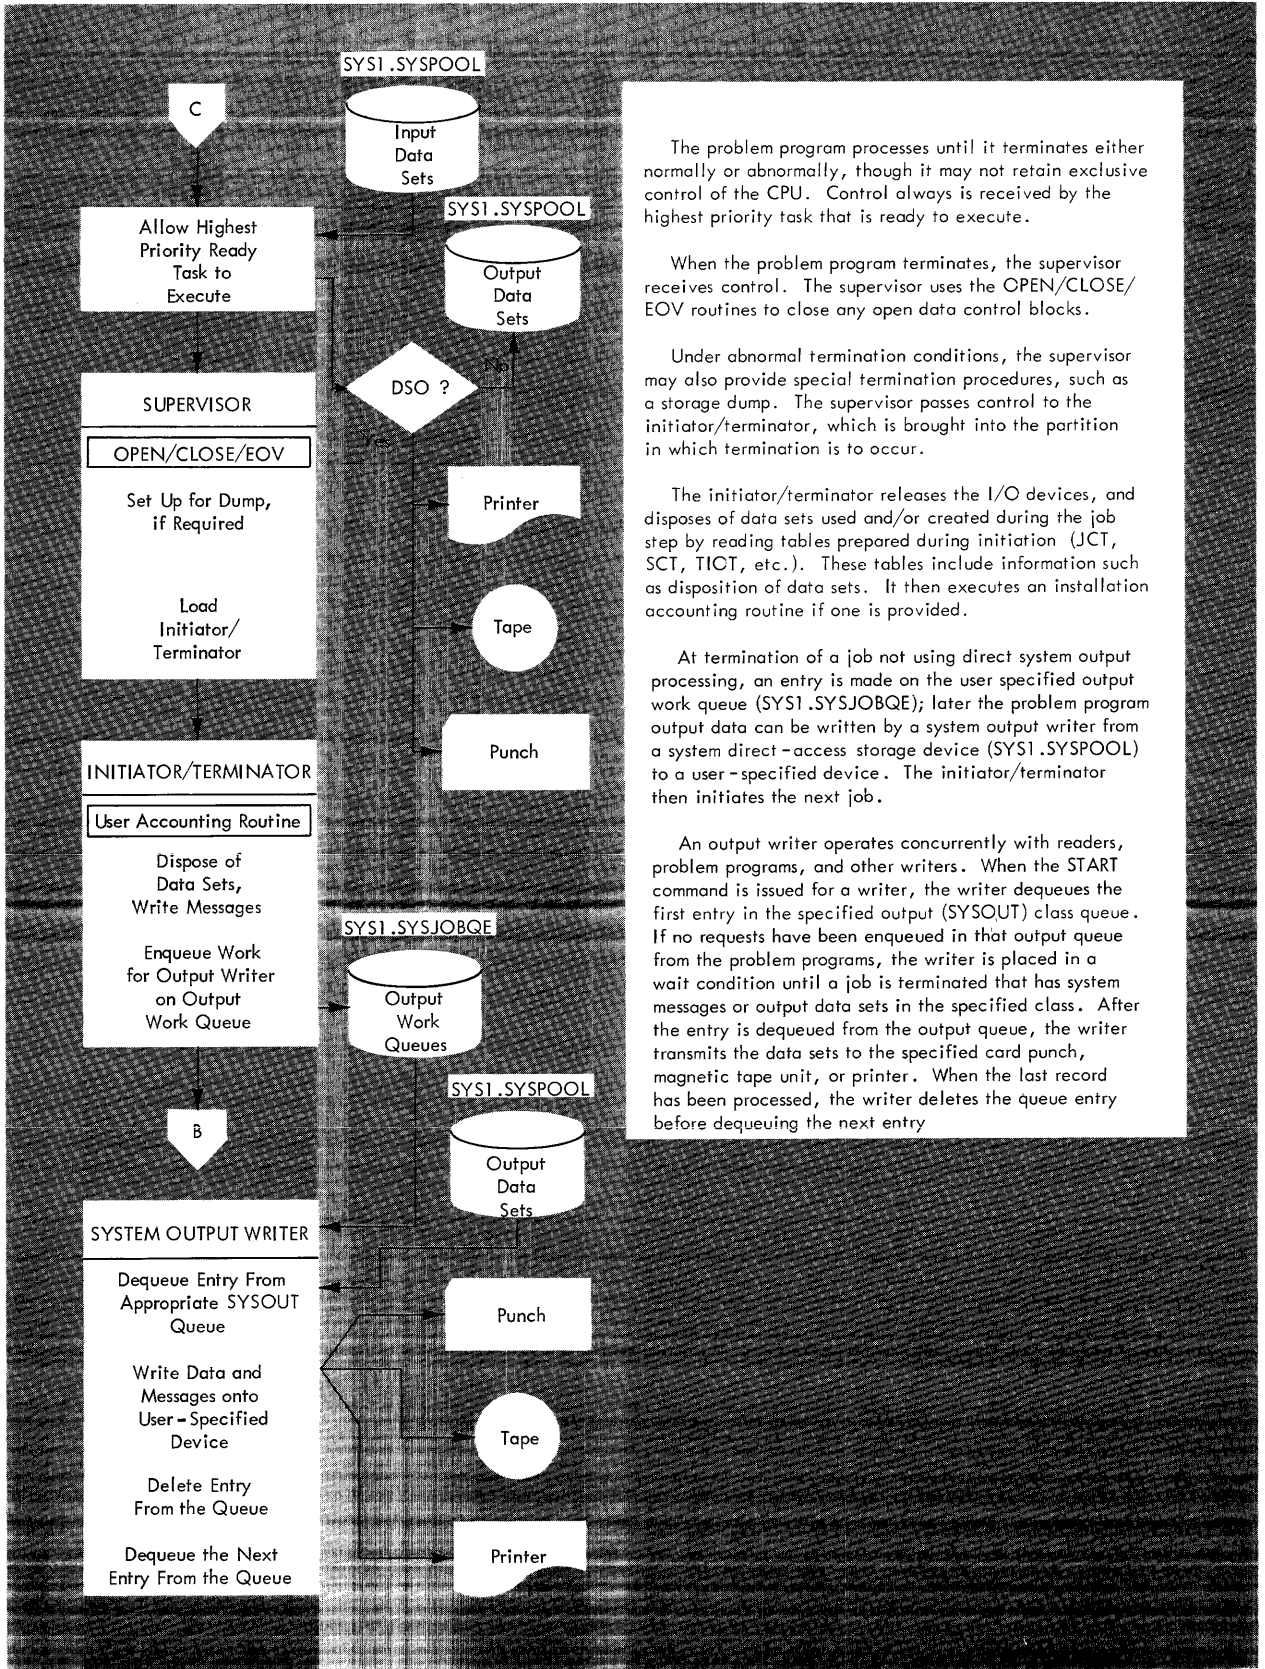 SYS1.SYSPOOL
C
Input
Data
Sets
SYS1.SYSPOOL
Allow Highest
Priority Ready
Task to
Execute
Output
Data
Sets
No
DSO ?
Yes
SUPERVISOR
OPEN/CLOSE/EOV
Set Up for Dump,
if Required
Load
Initiator/
Terminator
Printer
Tape
Punch
INITIATOR/TERMINATOR
User Accounting Routine
Dispose of
Data Sets,
Write Messages
Enqueue Work
for Output Writer
on Output
Work Queue
SYS1.SYSJOBQE
Output
Work
Queues
B
SYS1.SYSPOOL
Output
Data
Sets
SYSTEM OUTPUT WRITER
Dequeue Entry From
Appropriate SYSOUT
Queue
Write Data and
Messages onto
User-Specified
Device
Delete Entry
From the Queue
Dequeue the Next
Entry From the Queue
Punch
Tape
Printer
The problem program processes until it terminates either
normally or abnormally, though it may not retain exclusive
control of the CPU. Control always is received by the
highest priority task that is ready to execute.
When the problem program terminates, the supervisor
receives control. The supervisor uses the OPEN/CLOSE/
EOV routines to close any open data control blocks.
Under abnormal termination conditions, the supervisor
may also provide special termination procedures, such as
a storage dump. The supervisor passes control to the
initiator/terminator, which is brought into the partition
in which termination is to occur.
The initiator/terminator releases the I/O devices, and
disposes of data sets used and/or created during the job
step by reading tables prepared during initiation (JCT,
SCT, TIOT, etc.). These tables include information such
as disposition of data sets. It then executes an installation
accounting routine if one is provided.
At termination of a job not using direct system output
processing, an entry is made on the user specified output
work queue (SYS1.SYSJOBQE); later the problem program
output data can be written by a system output writer from
a system direct-access storage device (SYS1.SYSPOOL)
to a user-specified device. The initiator/terminator
then initiates the next job.
An output writer operates concurrently with readers,
problem programs, and other writers. When the START
command is issued for a writer, the writer dequeues the
first entry in the specified output (SYSOUT) class queue.
If no requests have been enqueued in that output queue
from the problem programs, the writer is placed in a
wait condition until a job is terminated that has system
messages or output data sets in the specified class. After
the entry is dequeued from the output queue, the writer
transmits the data sets to the specified card punch,
magnetic tape unit, or printer. When the last record
has been processed, the writer deletes the queue entry
before dequeuing the next entry